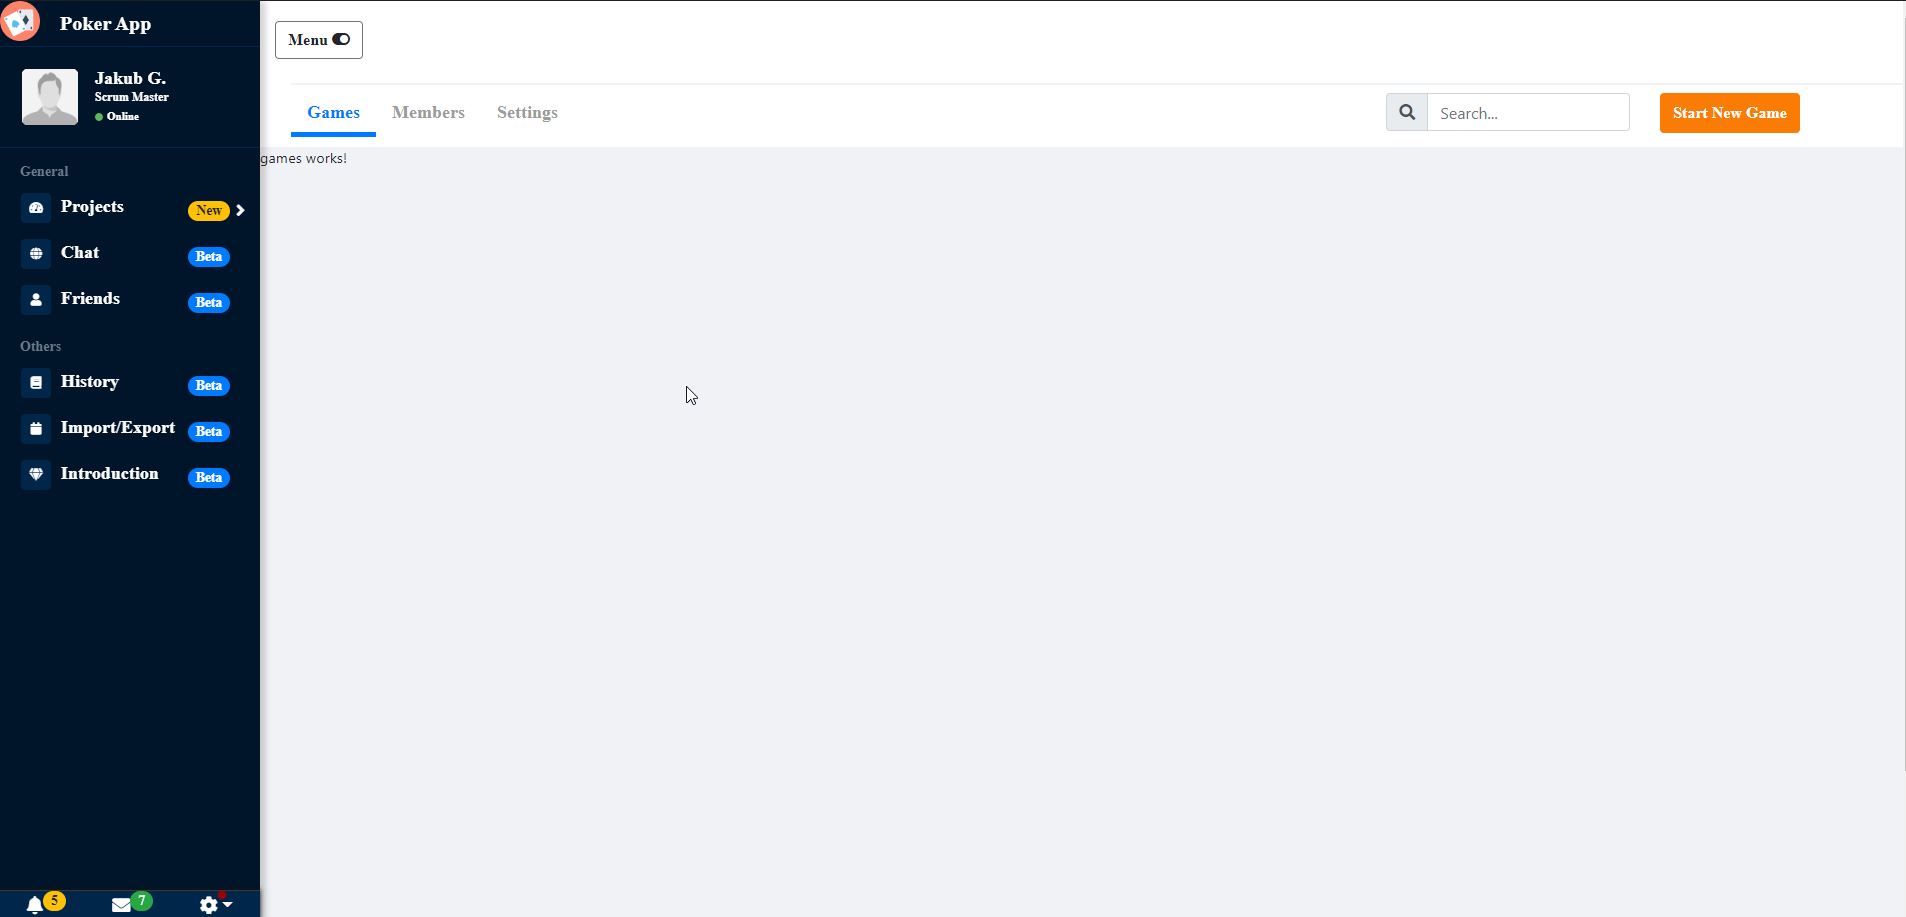 Poker App
Jakub G.
Scrum Master
Online
General
Projects New
Chat Beta
Friends Beta
Others
History Beta
Import/Export Beta
Introduction Beta
5 7
Menu
Games Members Settings Search... Start New Game
games works!